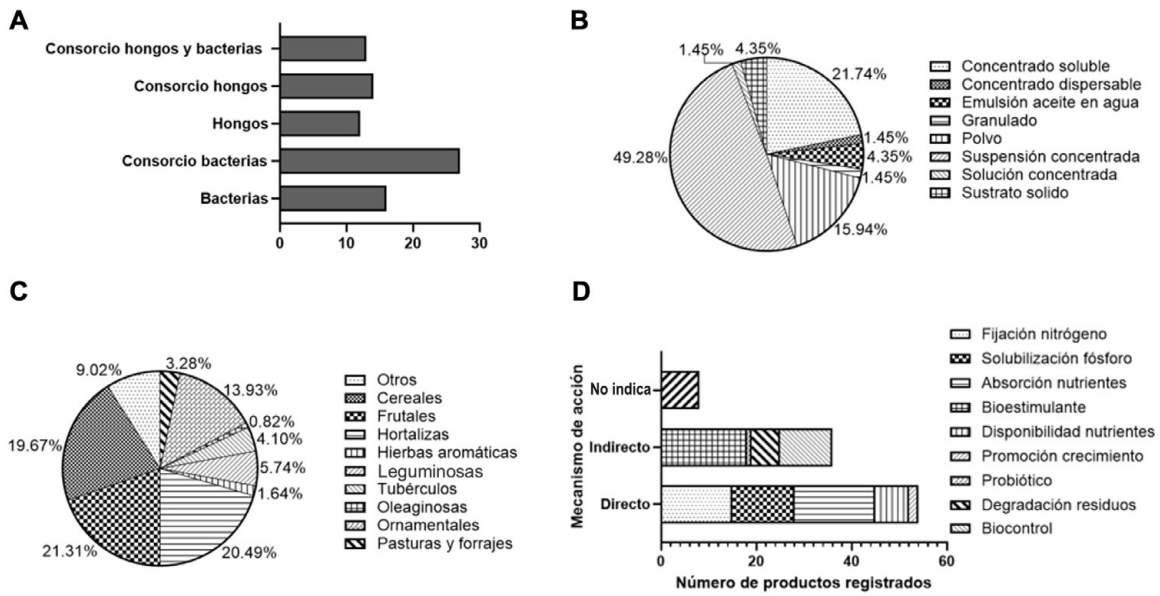 A
Consorcio hongos y bacterias
Consorcio hongos
Hongos
Consorcio bacterias
Bacterias
0
10
20
30
B
1.45%
4.35%
21.74%
1.45%
4.35%
1.45%
15.94%
49.28%
Concentrado soluble
Concentrado dispersable
Emulsión aceite en agua
Granulado
Polvo
Suspensión concentrada
Solución concentrada
Sustrato solido
C
9.02%
3.28%
13.93%
0.82%
4.10%
5.74%
1.64%
20.49%
21.31%
19.67%
Otros
Cereales
Frutales
Hortalizas
Hierbas aromáticas
Leguminosas
Tubérculos
Oleaginosas
Ornamentales
Pasturas y forrajes
D
Mecanismo de acción
No indica
Indirecto
Directo
0
20
40
60
Número de productos registrados
Fijación nitrógeno
Solubilización fósforo
Absorción nutrientes
Bioestimulante
Disponibilidad nutrientes
Promoción crecimiento
Probiótico
Degradación residuos
Biocontrol